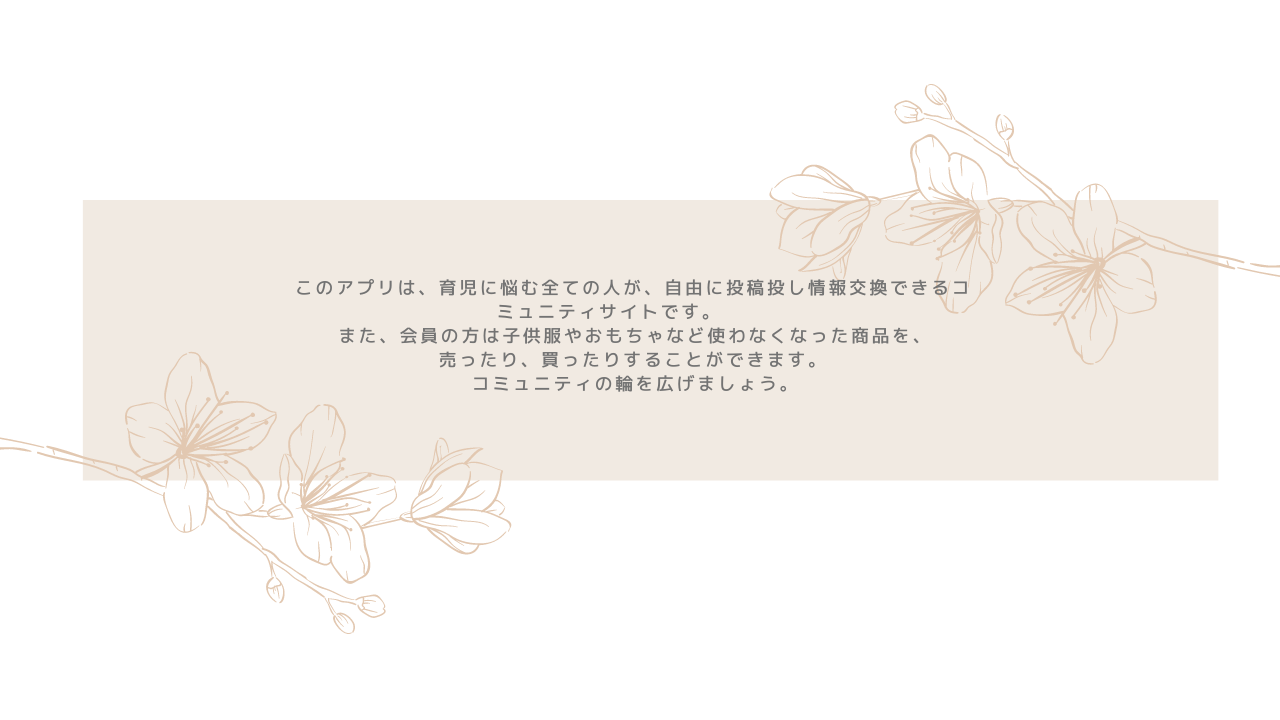 このアプリは、育児に悩む全ての人が、自由に投稿投し情報交換できるコ
ミュニティサイトです。
また、会員の方は子供服やおもちゃなど使わなくなった商品を、
売ったり、買ったりすることができます。
コミュニティの輪を広げましょう。